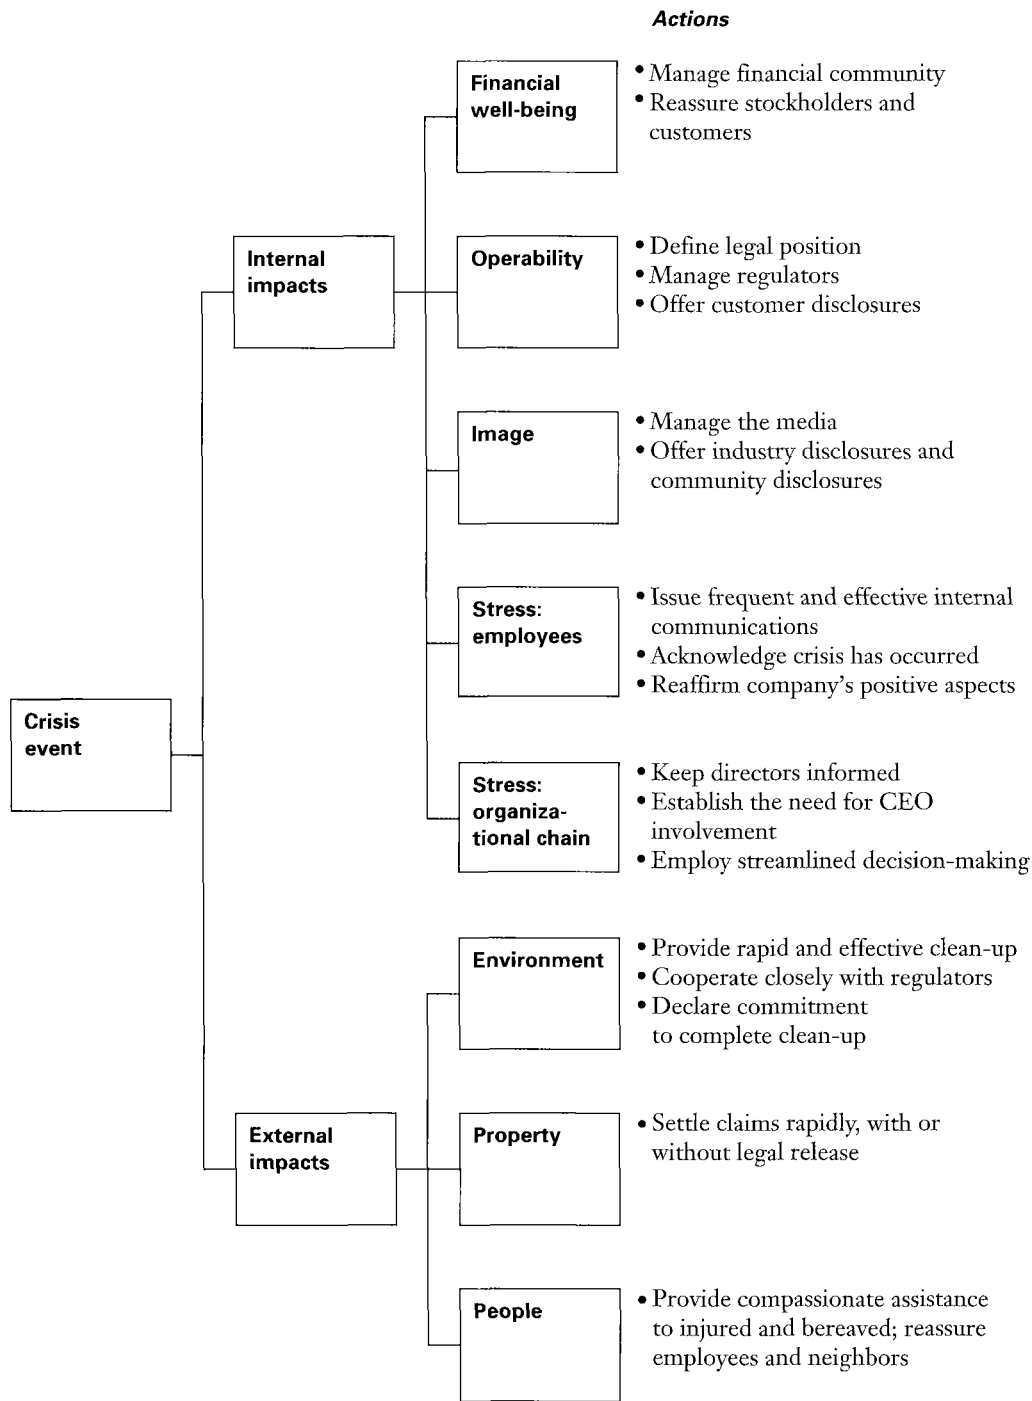 Actions
Financial
well-being
• Manage financial community
• Reassure stockholders and
customers
Internal
impacts
Operability
• Define legal position
• Manage regulators
• Offer customer disclosures
Image
• Manage the media
• Offer industry disclosures and
community disclosures
Stress:
employees
• Issue frequent and effective internal
communications
• Acknowledge crisis has occurred
• Reaffirm company's positive aspects
Crisis
event
Stress:
organiza-
tional chain
• Keep directors informed
• Establish the need for CEO
involvement
• Employ streamlined decision-making
Environment
• Provide rapid and effective clean-up
• Cooperate closely with regulators
• Declare commitment
to complete clean-up
External
impacts
Property
• Settle claims rapidly, with or
without legal release
People
• Provide compassionate assistance
to injured and bereaved; reassure
employees and neighbors